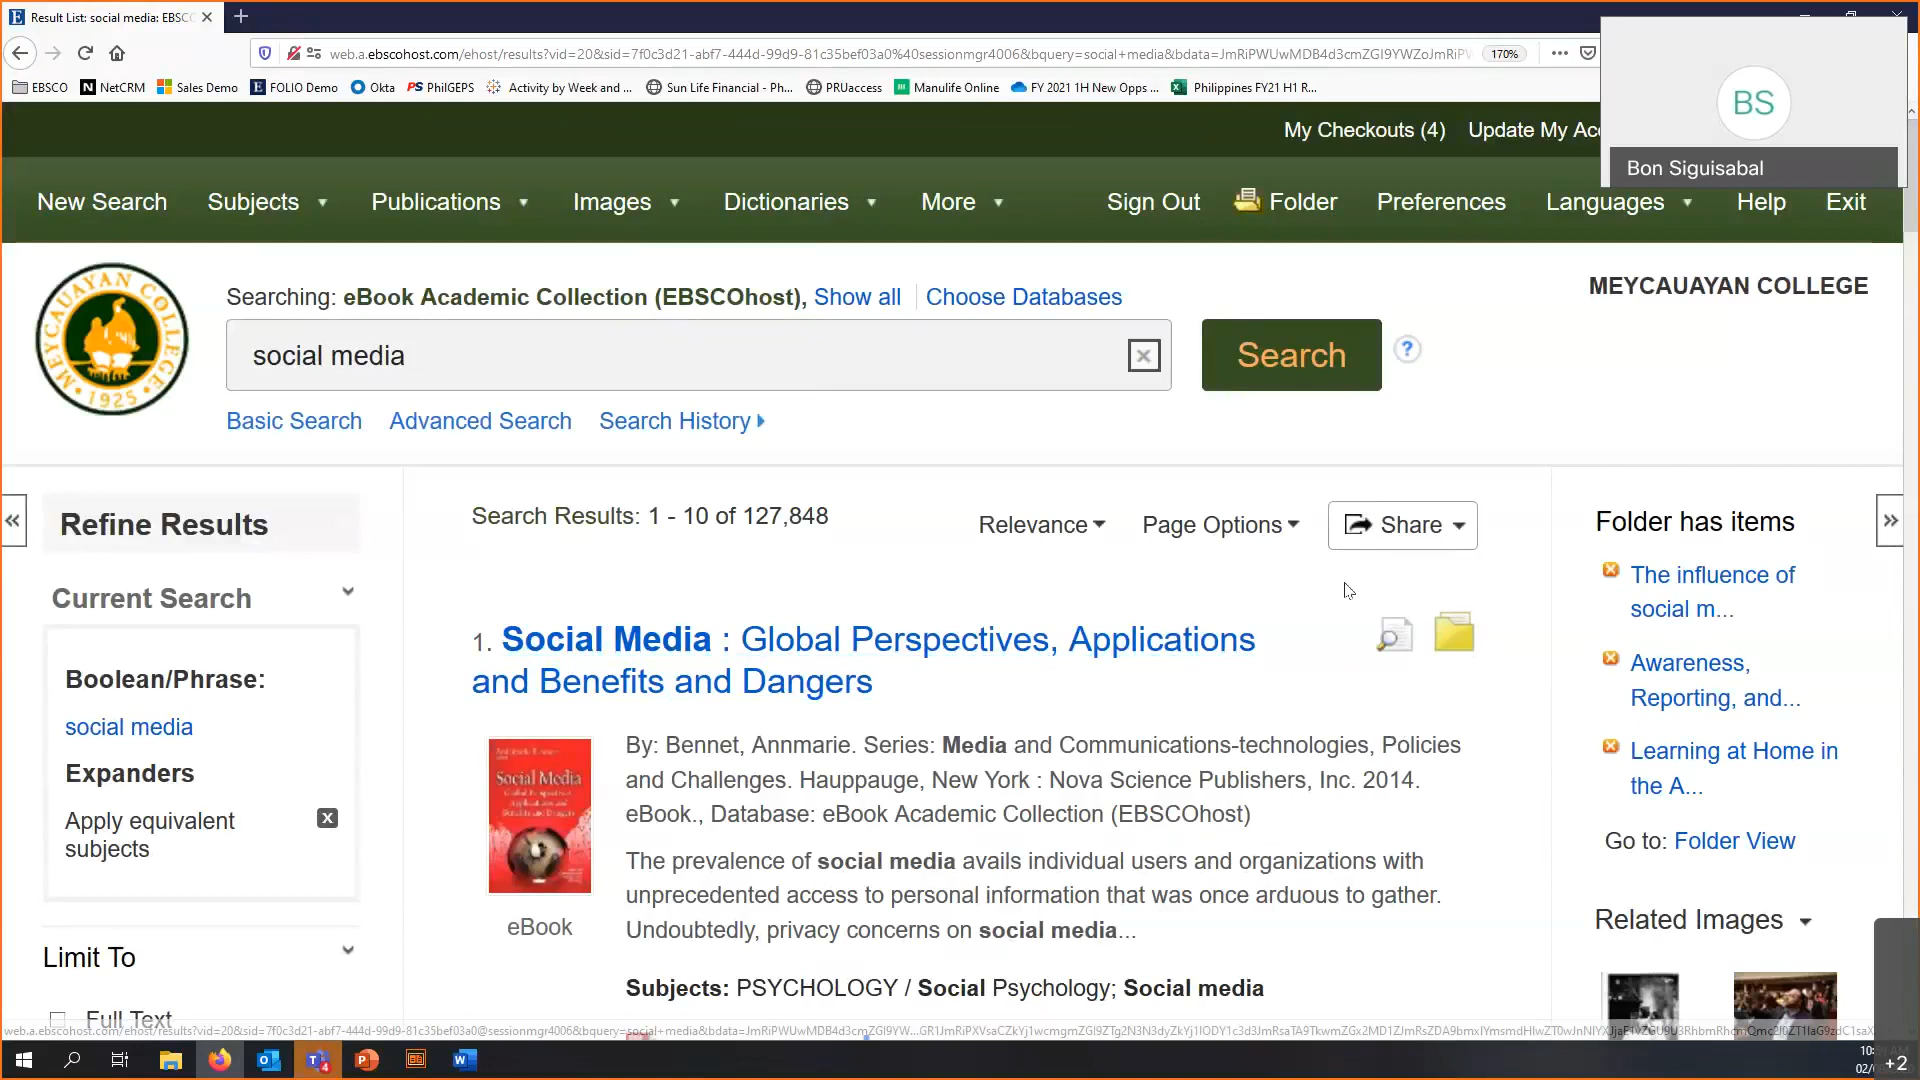 Result List: social media: EBSCO
web.a.ebscohost.com/ehost/results?vid=20&sid=7f0c3d21-abf7-444d-99d9-81c35bef03a0%40sessionmgr4006&bquery=social+media&bdata=JmRiPWUwMDB4d3cmZGI9YWZoJmRiPV
170%
EBSCO NetCRM Sales Demo FOLIO Demo Okta PhilGEPS Activity by Week and ... Sun Life Financial - Ph... PRUaccess Manulife Online FY 2021 1H New Opps ... Philippines FY21 H1 R...
BS
Bon Siguisabal
My Checkouts (4) Update My Acc
New Search Subjects Publications Images Dictionaries More Sign Out Folder Preferences Languages Help Exit
MEYCAUAYAN COLLEGE
1925
Searching: eBook Academic Collection (EBSCOhost), Show all Choose Databases
MEYCAUAYAN COLLEGE
social media
Search
?
Basic Search Advanced Search Search History
Refine Results
Current Search
Boolean/Phrase:
social media
Expanders
Apply equivalent
subjects
Limit To
Full Text
Search Results: 1 - 10 of 127,848
Relevance Page Options Share
1. Social Media : Global Perspectives, Applications
and Benefits and Dangers
Social Media
eBook
By: Bennet, Annmarie. Series: Media and Communications-technologies, Policies
and Challenges. Hauppauge, New York : Nova Science Publishers, Inc. 2014.
eBook., Database: eBook Academic Collection (EBSCOhost)
The prevalence of social media avails individual users and organizations with
unprecedented access to personal information that was once arduous to gather.
Undoubtedly, privacy concerns on social media...
Subjects: PSYCHOLOGY / Social Psychology; Social media
Folder has items
The influence of
social m...
Awareness,
Reporting, and...
Learning at Home in
the A...
Go to: Folder View
Related Images
+2